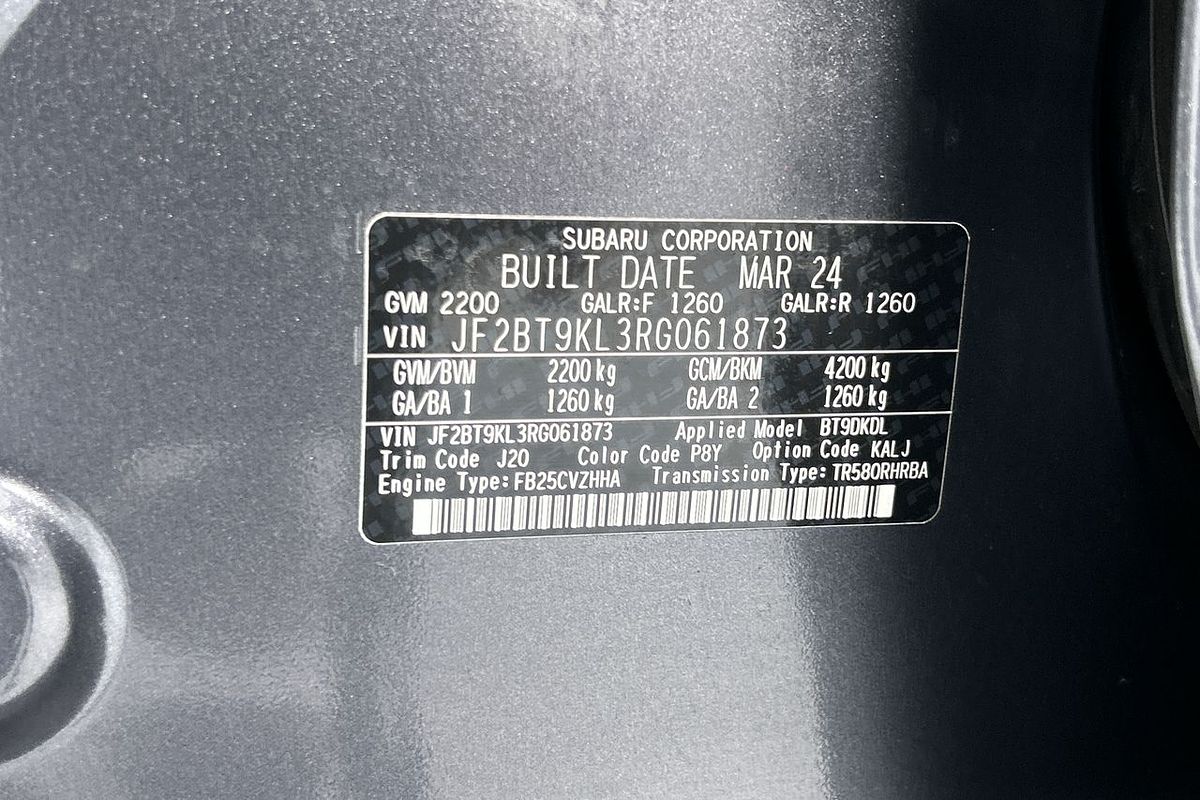 SUBARU CORPORATION
BUILT DATE MAR 24
GVM 2200 GALR:F 1260 GALR:R 1260
VIN JF2BT9KL3RG061873
GVM/BVM 2200 kg GCM/BKM 4200 kg
GA/BA 1 1260 kg GA/BA 2 1260 kg
VIN JF2BT9KL3RG061873 Applied Model BT9DKDL
Trim Code J20 Color Code P8Y Option Code KALJ
Engine Type:FB25CVZHHA Transmission Type:TR580RHRBA